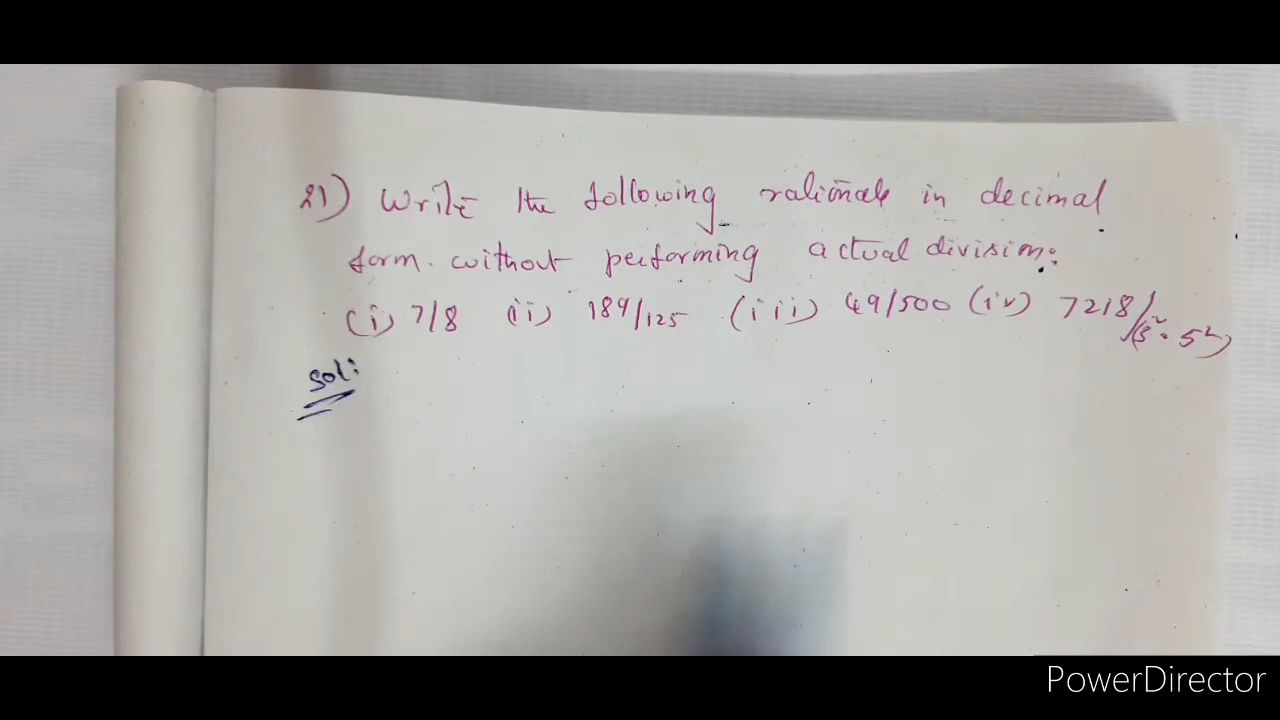 21) Write the following rationals in decimal
form. without performing actual division:
(i) 7/8 (ii) 189/125 (iii) 49/500 (iv) 7218/(3² · 5²)
Sol:
PowerDirector